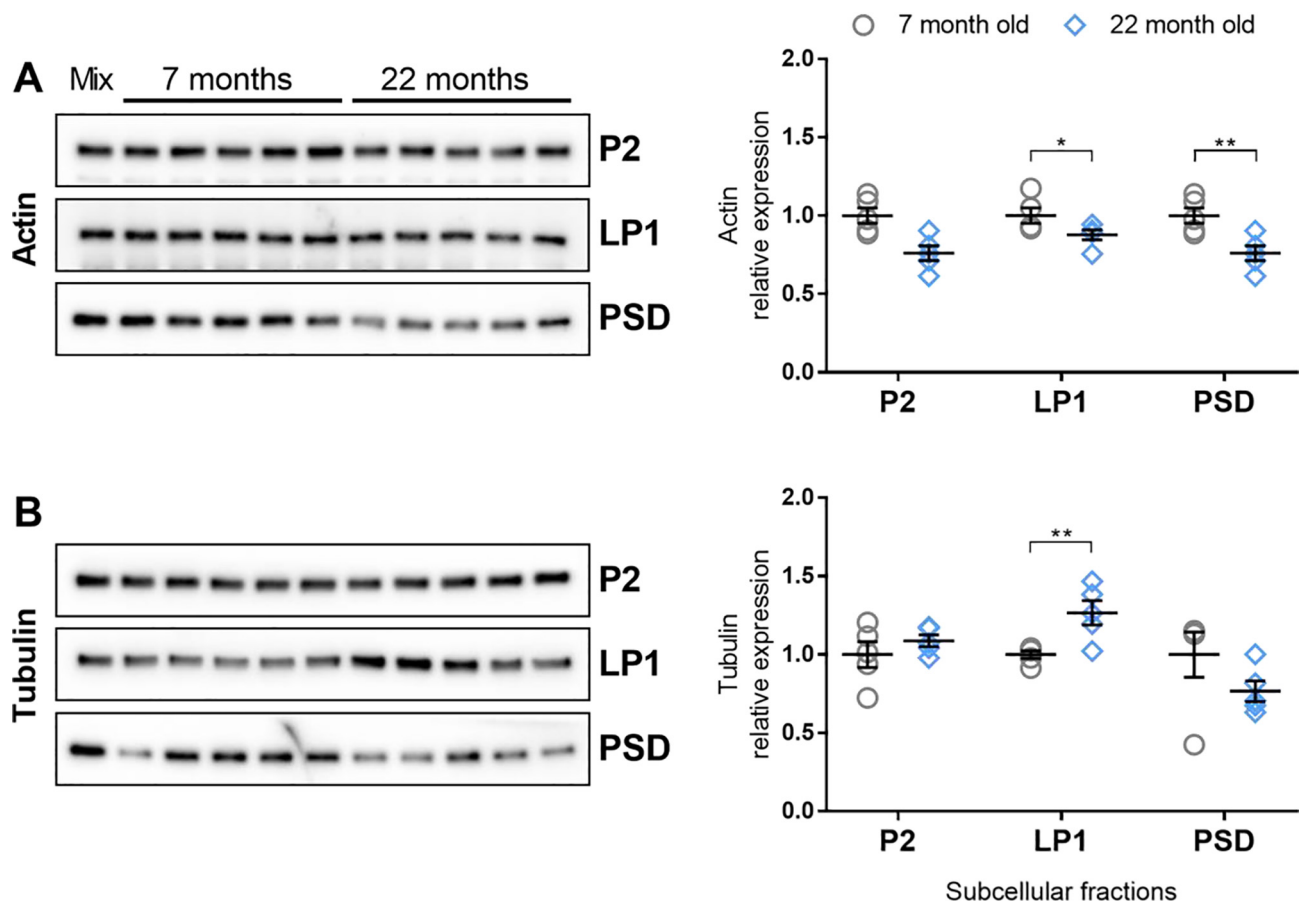 A
Mix
7 months
22 months
Actin
P2
LP1
PSD
7 month old
22 month old
Actin
relative expression
2.0
1.5
1.0
0.5
0.0
*
**
P2
LP1
PSD
B
Tubulin
P2
LP1
PSD
Tubulin
relative expression
2.0
1.5
1.0
0.5
0.0
**
P2
LP1
PSD
Subcellular fractions